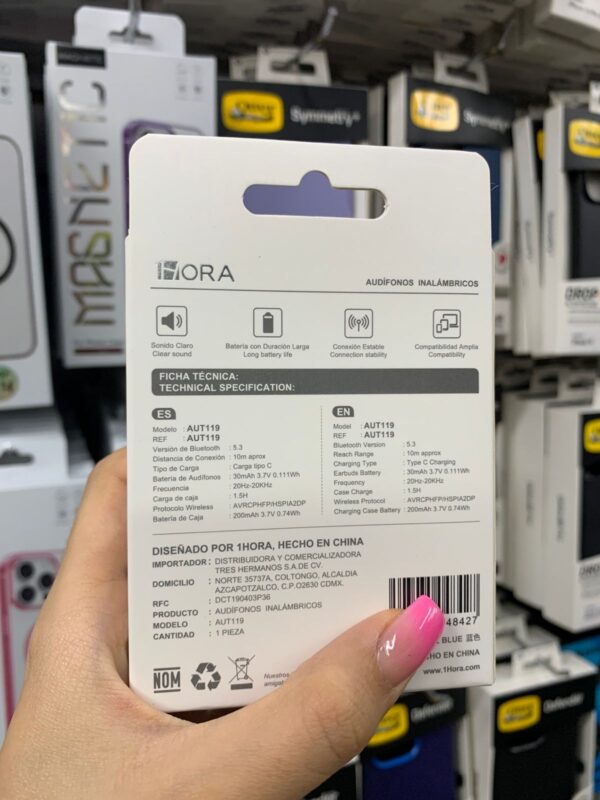 MAGNETIC
OtterBox
Symmetry+
1HORA
AUDÍFONOS INALÁMBRICOS
Sonido Claro
Clear sound
Batería con Duración Larga
Long battery life
Conexión Estable
Connection stability
Compatibilidad Amplia
Compatibility
FICHA TÉCNICA:
TECHNICAL SPECIFICATION:
ES
Modelo : AUT119
REF : AUT119
Versión de Bluetooth : 5.3
Distancia de Conexión : 10m aprox
Tipo de Carga : Carga tipo C
Batería de Audífonos : 30mAh 3.7V 0.111Wh
Frecuencia : 20Hz-20KHz
Carga de caja : 1.5H
Protocolo Wireless : AVRCPHFP/HSPIA2DP
Batería de Caja : 200mAh 3.7V 0.74Wh
EN
Model : AUT119
REF : AUT119
Bluetooth Version : 5.3
Reach Range : 10m aprox
Charging Type : Type C Charging
Earbuds Battery : 30mAh 3.7V 0.111Wh
Frequency : 20Hz-20KHz
Case Charge : 1.5H
Wireless Protocol : AVRCPHFP/HSPIA2DP
Charging Case Battery : 200mAh 3.7V 0.74Wh
DISEÑADO POR 1HORA, HECHO EN CHINA
IMPORTADOR : DISTRIBUIDORA Y COMERCIALIZADORA
TRES HERMANOS S.A.DE CV.
DOMICILIO : NORTE 35737A, COLTONGO, ALCALDIA
AZCAPOTZALCO, C.P.O2630 CDMX.
RFC : DCT190403P36
PRODUCTO : AUDÍFONOS INALÁMBRICOS
MODELO : AUT119
CANTIDAD : 1 PIEZA
48427
BLUE 蓝色
HECHO EN CHINA
www.1Hora.com
NOM
Nuestros
DROP
Defender
Defender